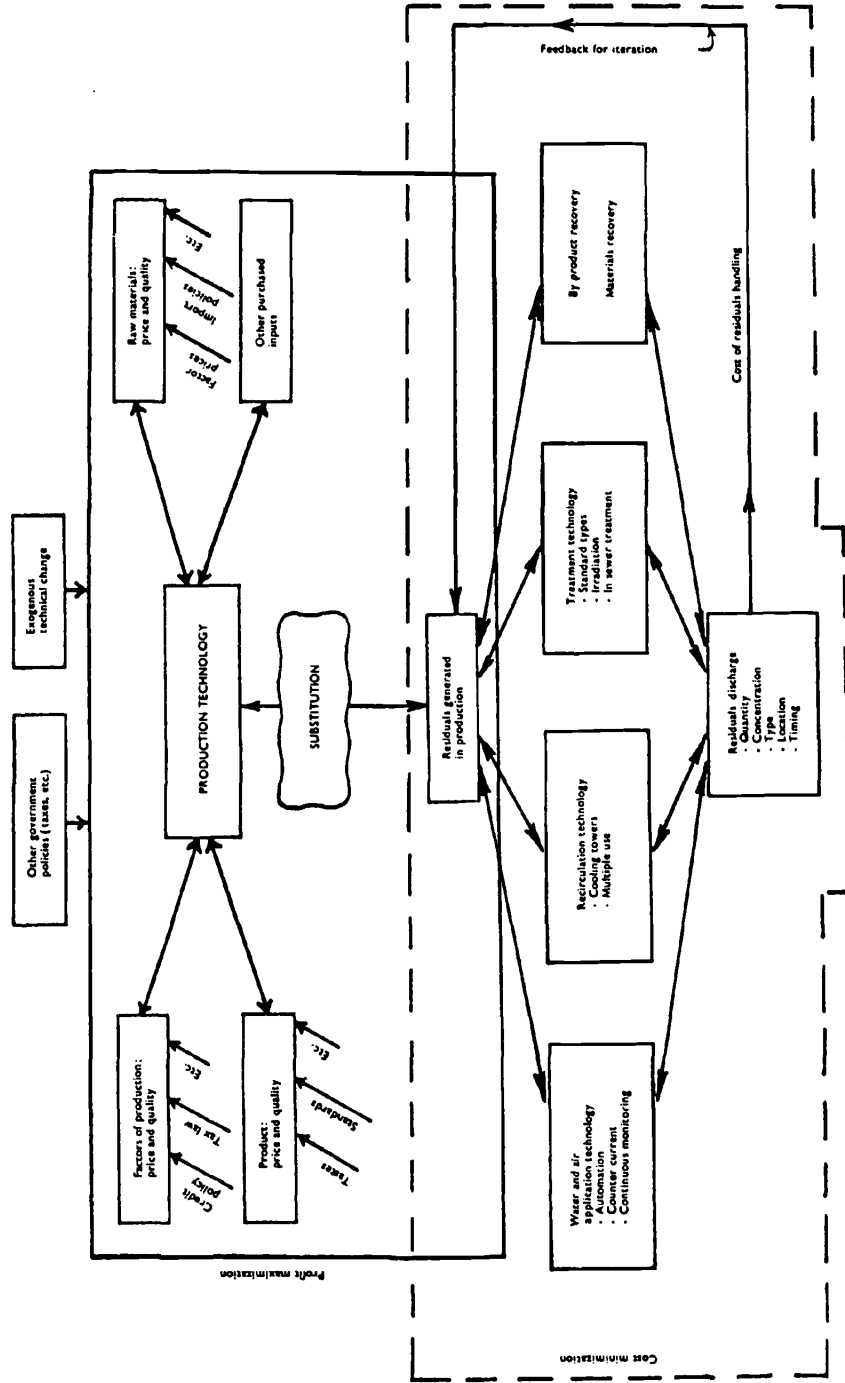 Other government
policies (taxes, etc.)
Exogenous
technical change
Profit maximization
Factors of production:
price and quality
Credit
policy
Tax law
Etc.
Product:
price and quality
Tastes
Standards
Etc.
PRODUCTION TECHNOLOGY
SUBSTITUTION
Raw materials:
price and quality
Factor
prices
Import
policies
Etc.
Other purchased
inputs
Cost minimization
Residuals generated
in production
Feedback for iteration
Water and air
application technology
· Automation
· Counter current
· Continuous monitoring
Recirculation technology
· Cooling towers
· Multiple use
Treatment technology
· Standard types
· Irradiation
· In sewer treatment
By product recovery
Materials recovery
Cost of residuals handling
Residuals discharge
· Quantity
· Concentration
· Type
· Location
· Timing